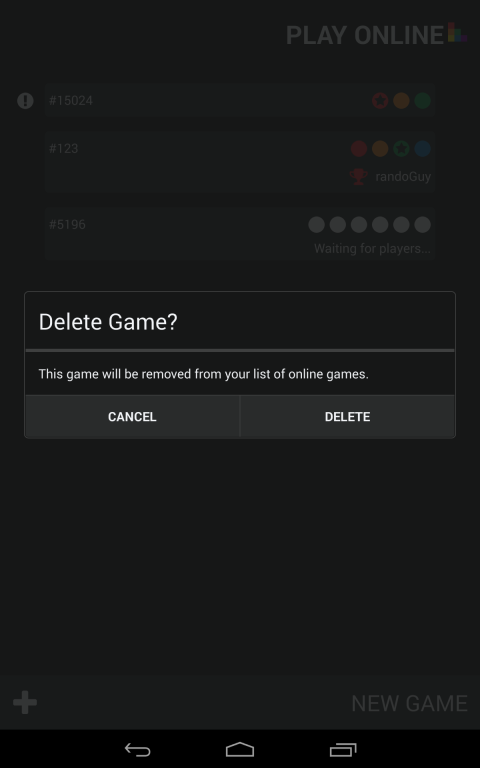 PLAY ONLINE
#15024
#123
randoGuy
#5196
Waiting for players...
Delete Game?
This game will be removed from your list of online games.
CANCEL
DELETE
NEW GAME